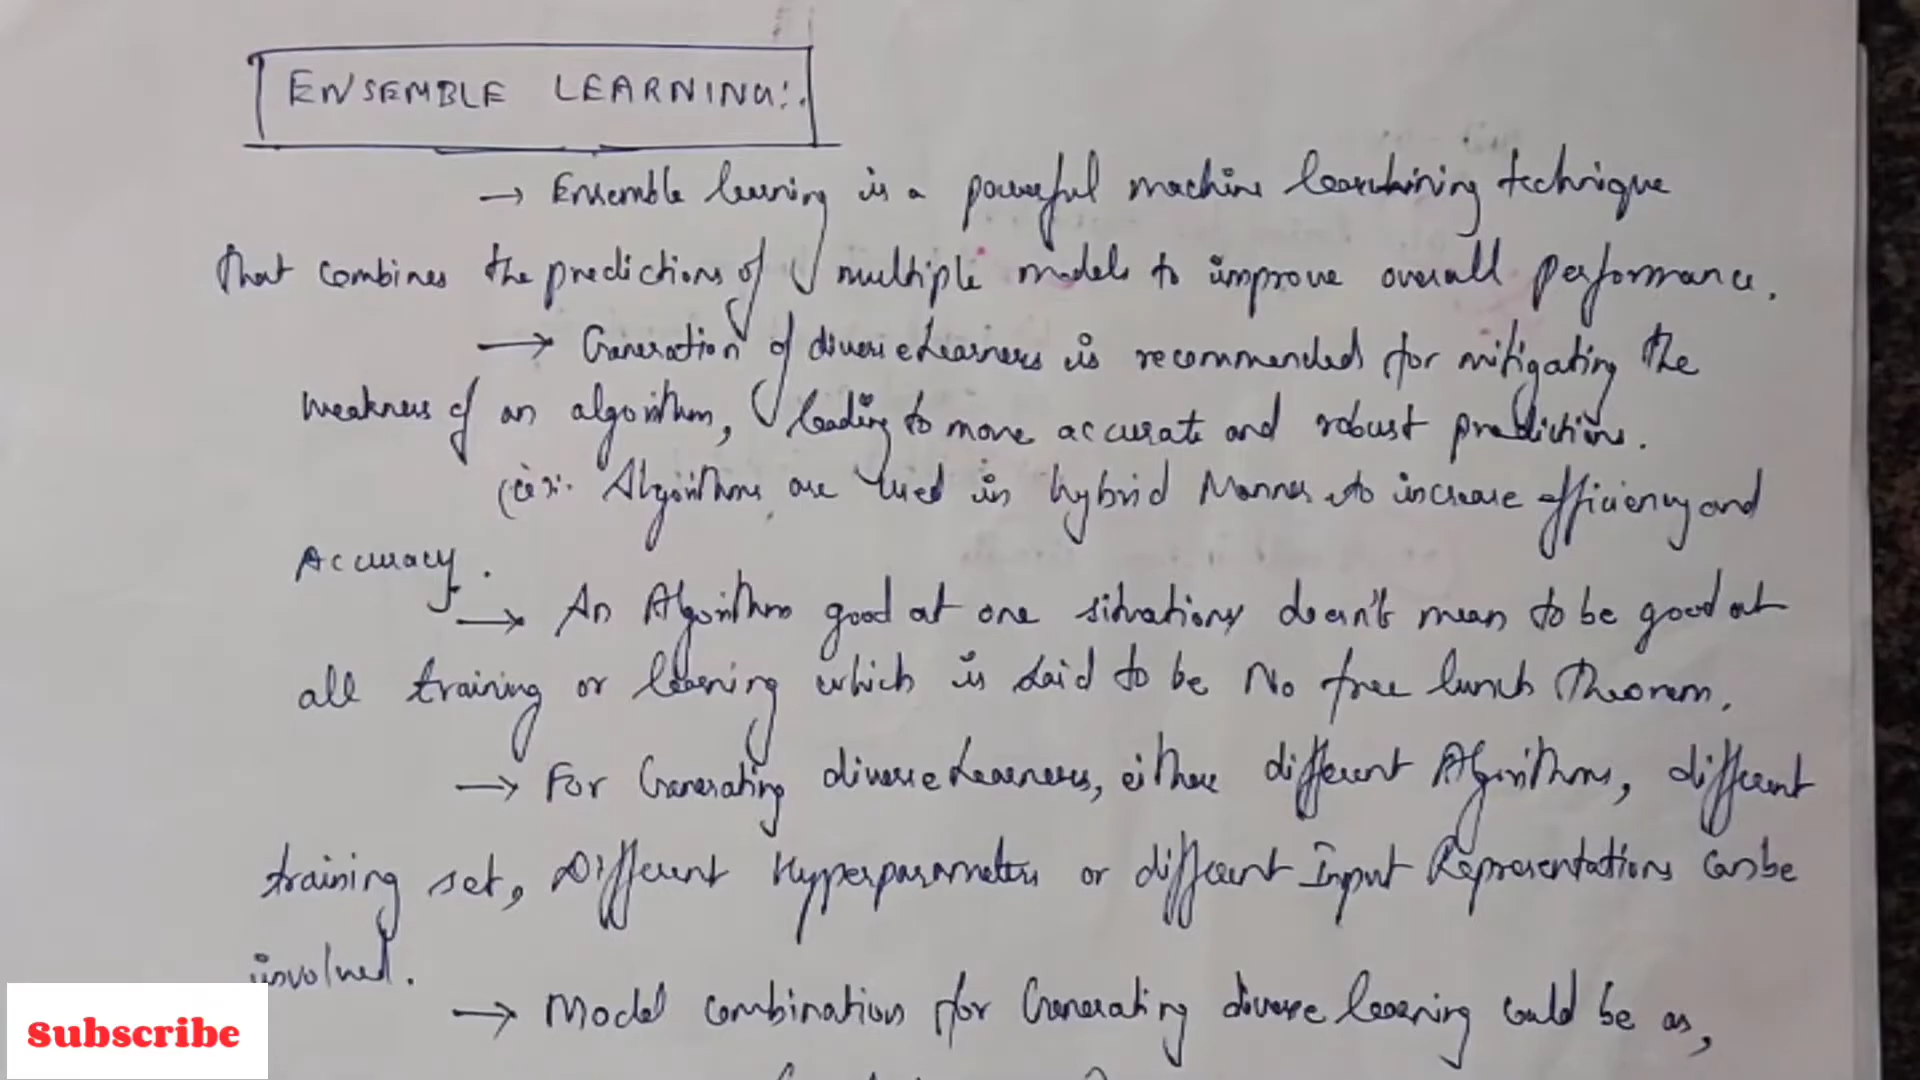 ENSEMBLE LEARNING:.
→ Ensemble learning is a powerful machine learning technique
that combines the predictions of multiple models to improve overall performance.
→ Generation of diverse Learners is recommended for mitigating the
weakness of an algorithm, leading to more accurate and robust predictions.
Algorithms are used in hybrid Manner to increase efficiency and
Accuracy.
→ An Algorithm good at one situation doesn't mean to be good at
all training or learning which is said to be No free lunch Theorem.
→ For Generating diverse Learners, either different Algorithms, different
training set, Different Hyperparameters or different Input Representations can be
involved.
→ Model combinations for Generating diverse learning could be as,
Subscribe